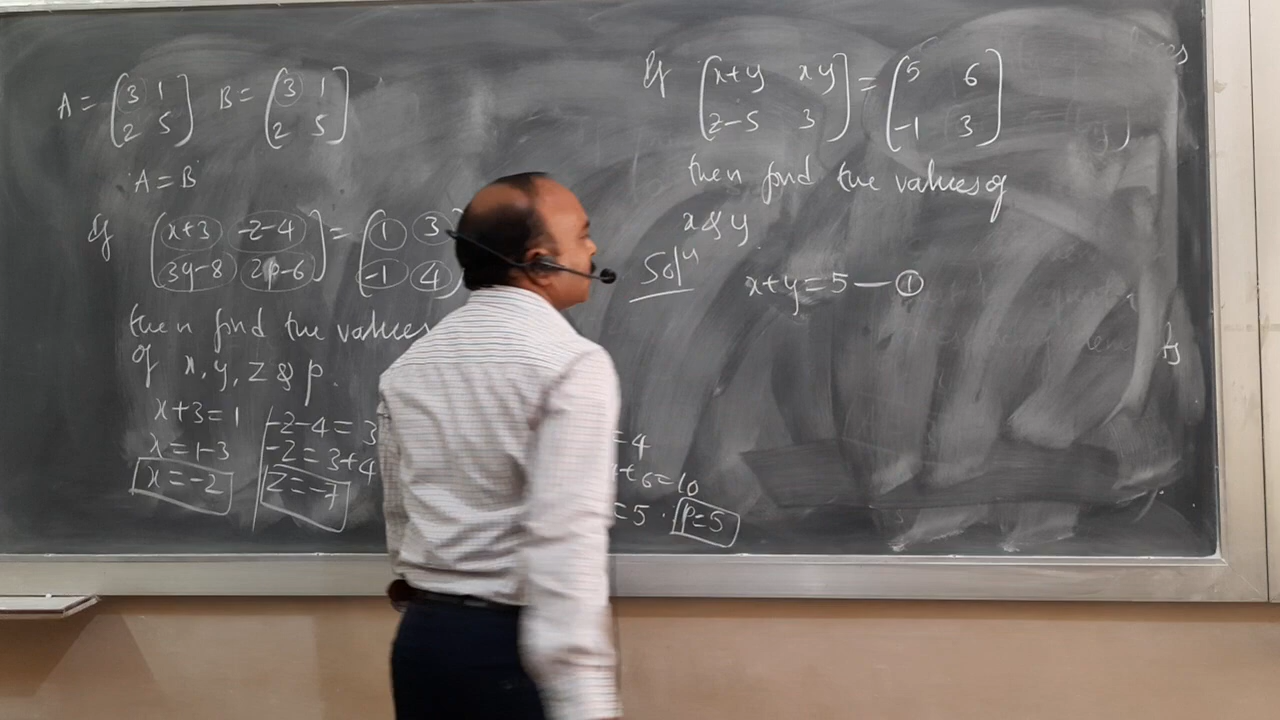 A = [3 1 B = [3 1
2 5] 2 5]
A = B
If [x+3 -z-4 = [1 3
3y-8 2p-6] -1 4]
then find the values
of x, y, z & p.
x+3=1
x=1-3
x=-2
-z-4=3
-z=3+4
z=-7
=4
+6=10
=5 . p=5
If [x+y xy = [5 6
z-5 3] -1 3]
then find the values of
x & y
Solⁿ x+y=5—①